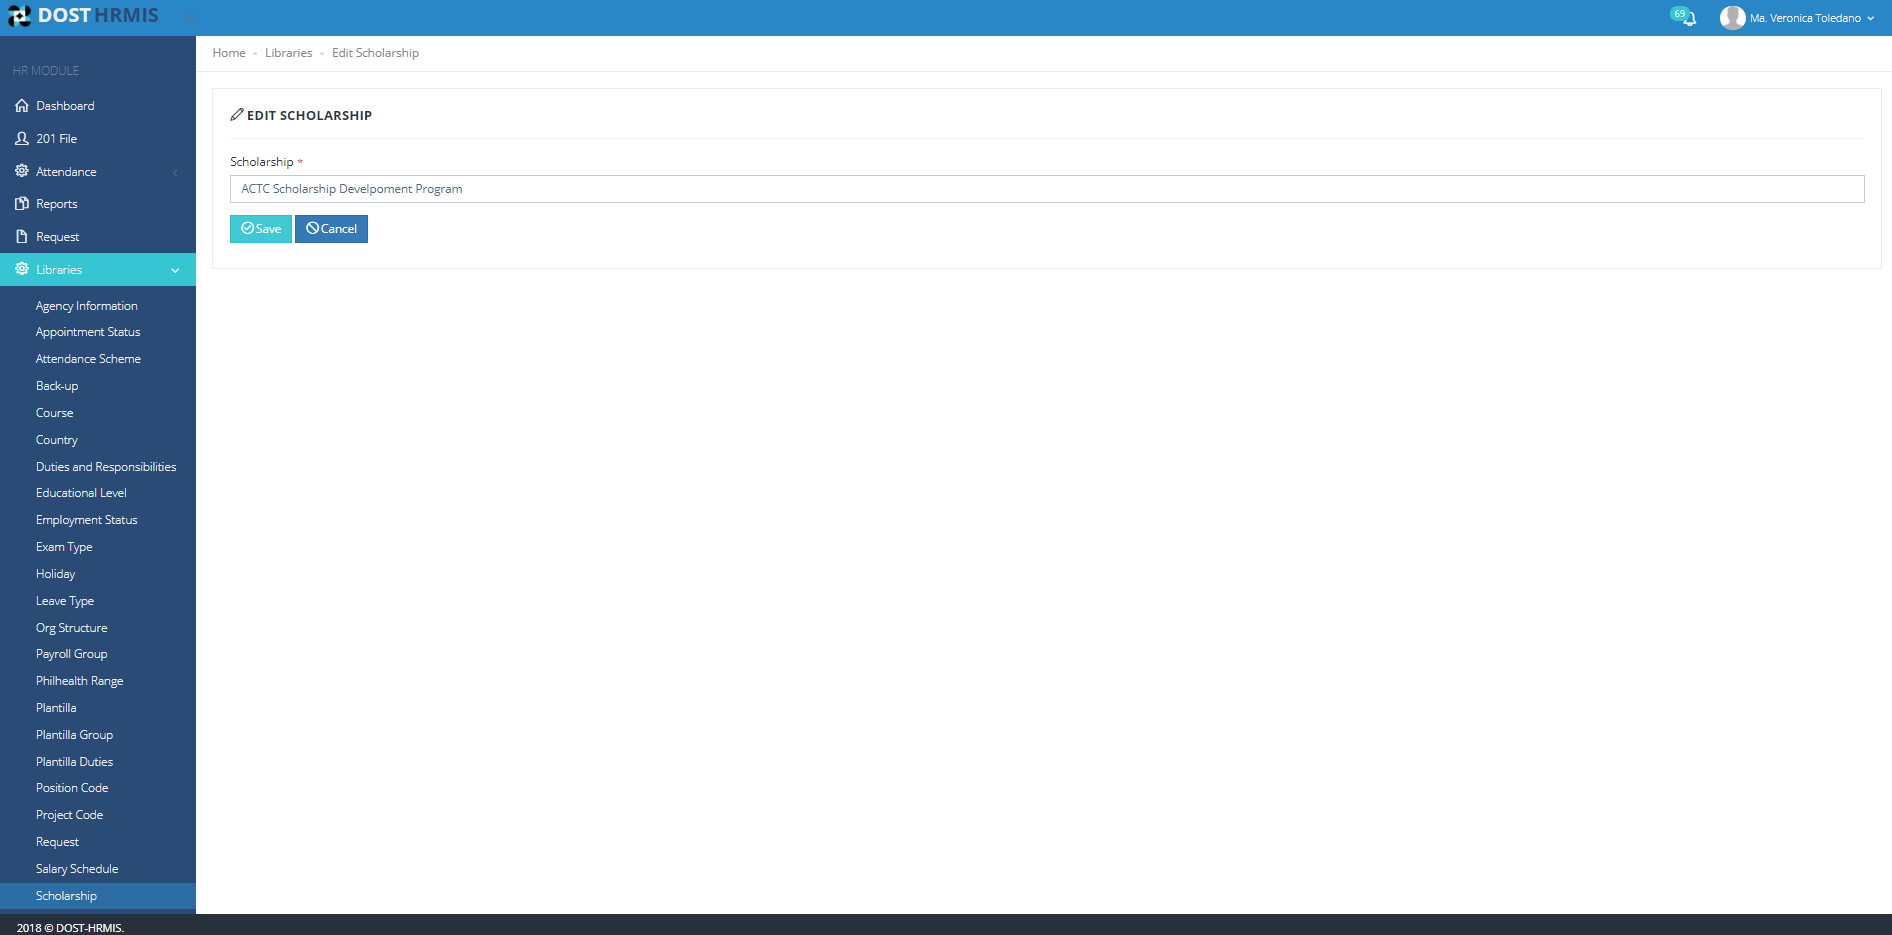 DOST HRMIS
69
Ma. Veronica Toledano
HR MODULE
Dashboard
201 File
Attendance
Reports
Request
Libraries
Agency Information
Appointment Status
Attendance Scheme
Back-up
Course
Country
Duties and Responsibilities
Educational Level
Employment Status
Exam Type
Holiday
Leave Type
Org Structure
Payroll Group
Philhealth Range
Plantilla
Plantilla Group
Plantilla Duties
Position Code
Project Code
Request
Salary Schedule
Scholarship
Home • Libraries • Edit Scholarship
EDIT SCHOLARSHIP
Scholarship *
ACTC Scholarship Develpoment Program
Save Cancel
2018 © DOST-HRMIS.